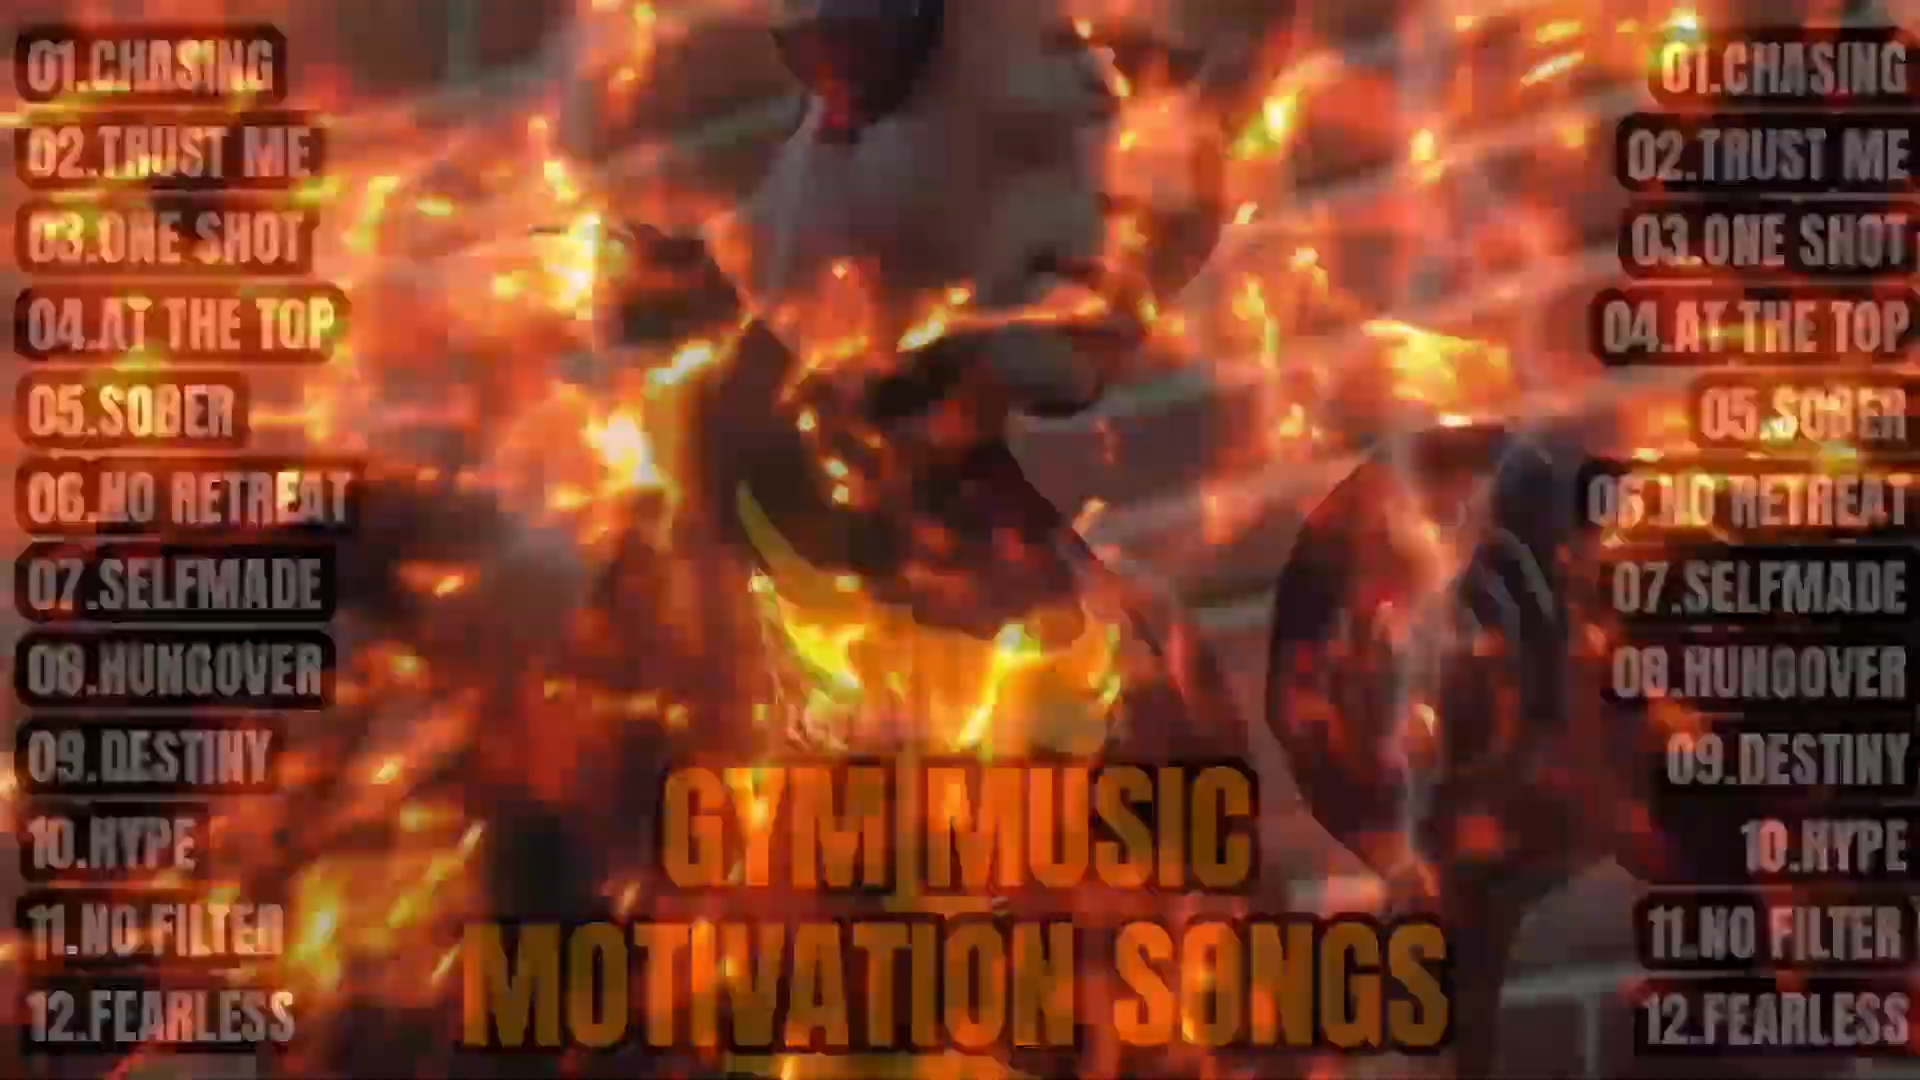 01.CHASING
02.TRUST ME
03.ONE SHOT
04.AT THE TOP
05.SOBER
06.NO RETREAT
07.SELFMADE
08.HUNGOVER
09.DESTINY
10.HYPE
11.NO FILTER
12.FEARLESS
GYM MUSIC
MOTIVATION SONGS
01.CHASING
02.TRUST ME
03.ONE SHOT
04.AT THE TOP
05.SOBER
06.NO RETREAT
07.SELFMADE
08.HUNGOVER
09.DESTINY
10.HYPE
11.NO FILTER
12.FEARLESS